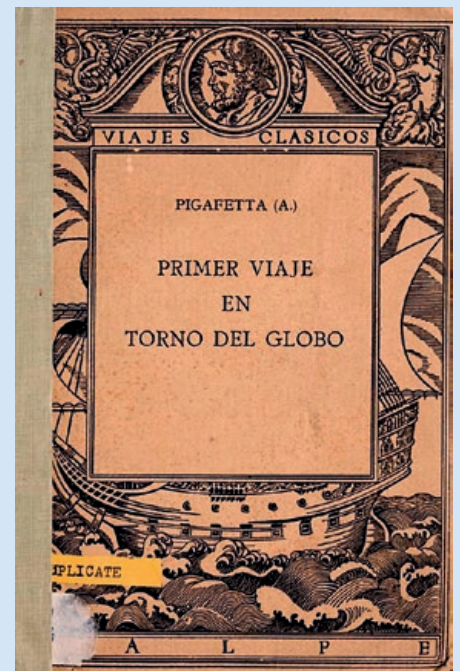 VIAJES CLASICOS
PIGAFETTA (A.)
PRIMER VIAJE
EN
TORNO DEL GLOBO
PLICATE
A L P E